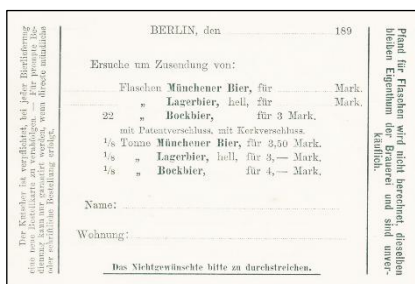 BERLIN, den 189
Ersuche um Zusendung von:
Flaschen Münchener Bier, für Mark.
„ Lagerbier, hell, für Mark.
22 „ Bockbier, für 3 Mark.
mit Patentverschluss, mit Korkverschluss.
1/8 Tonne Münchener Bier, für 3,50 Mark.
1/8 „ Lagerbier, hell, für 3,— Mark.
1/8 „ Bockbier, für 4,— Mark.
Name:
Wohnung:
Das Nichtgewünschte bitte zu durchstreichen.
Der Kutscher ist verpflichtet, bei jeder Bierlieferung
eine neue Bestellkarte zu verabfolgen. — Für prompte Be-
dienung kann nur garantirt werden, wenn directe mündliche
oder schriftliche Bestellung erfolgt.
Pfand für Flaschen wird nicht berechnet, dieselben
bleiben Eigenthum der Brauerei und sind unver-
käuflich.